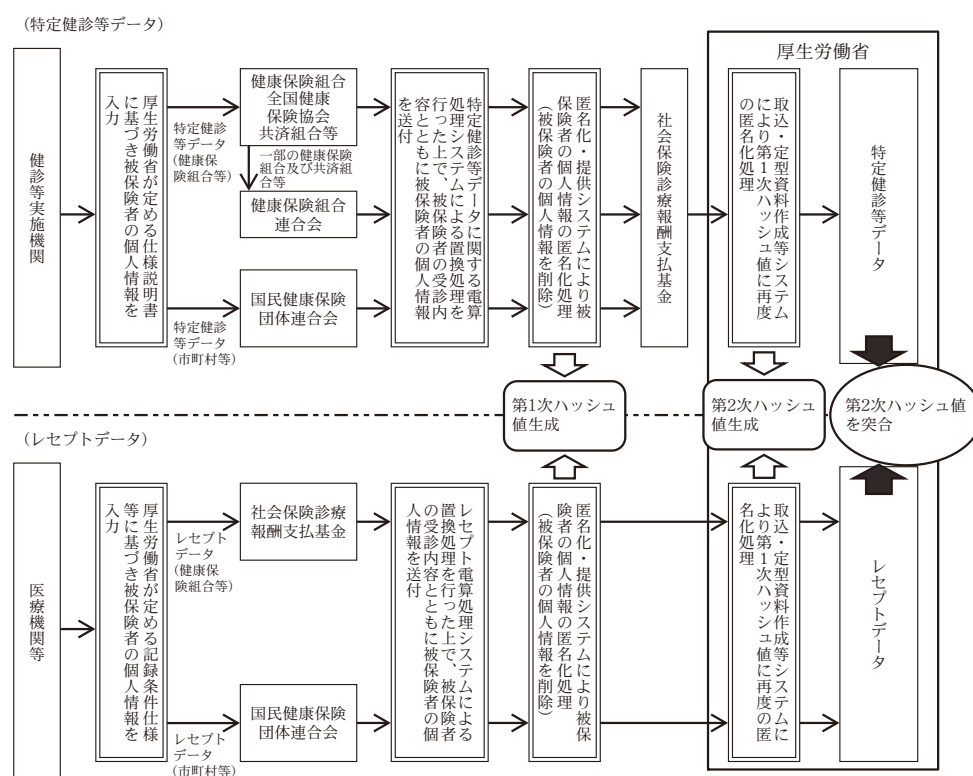 （特定健診等データ）
健診等実施機関
厚生労働省が定める仕様説明書
に基づき被保険者の個人情報を
入力
特定健診
等データ
(健康保
険組合等)
特定健診
等データ
(市町村等)
健康保険組合
全国健康
保険協会
共済組合等
一部の健康保険
組合及び共済組
合等
健康保険組合
連合会
国民健康保険
団体連合会
特定健診等データに関する電算
処理システムによる置換処理を
行った上で、被保険者の受診内
容とともに被保険者の個人情報
を送付
匿名化・提供システムにより被
保険者の個人情報の匿名化処理
(被保険者の個人情報を削除)
社会保険診療報酬支払基金
厚生労働省
取込・定型資料作成等システム
により第１次ハッシュ値に再度
の匿名化処理
特定健診等データ
第1次ハッシュ
値生成
第2次ハッシュ
値生成
第2次ハッシュ値
を突合
（レセプトデータ）
医療機関等
厚生労働省が定める記録条件仕様
等に基づき被保険者の個人情報を
入力
レセプト
データ
(健康保
険組合等)
レセプト
データ
(市町村等)
社会保険診療
報酬支払基金
国民健康保険
団体連合会
レセプト電算処理システムによる
置換処理を行った上で、被保険者
の受診内容とともに被保険者の個
人情報を送付
匿名化・提供システムにより被保
険者の個人情報の匿名化処理
(被保険者の個人情報を削除)
取込・定型資料作成等システムに
より第１次ハッシュ値に再度の匿
名化処理
レセプトデータ